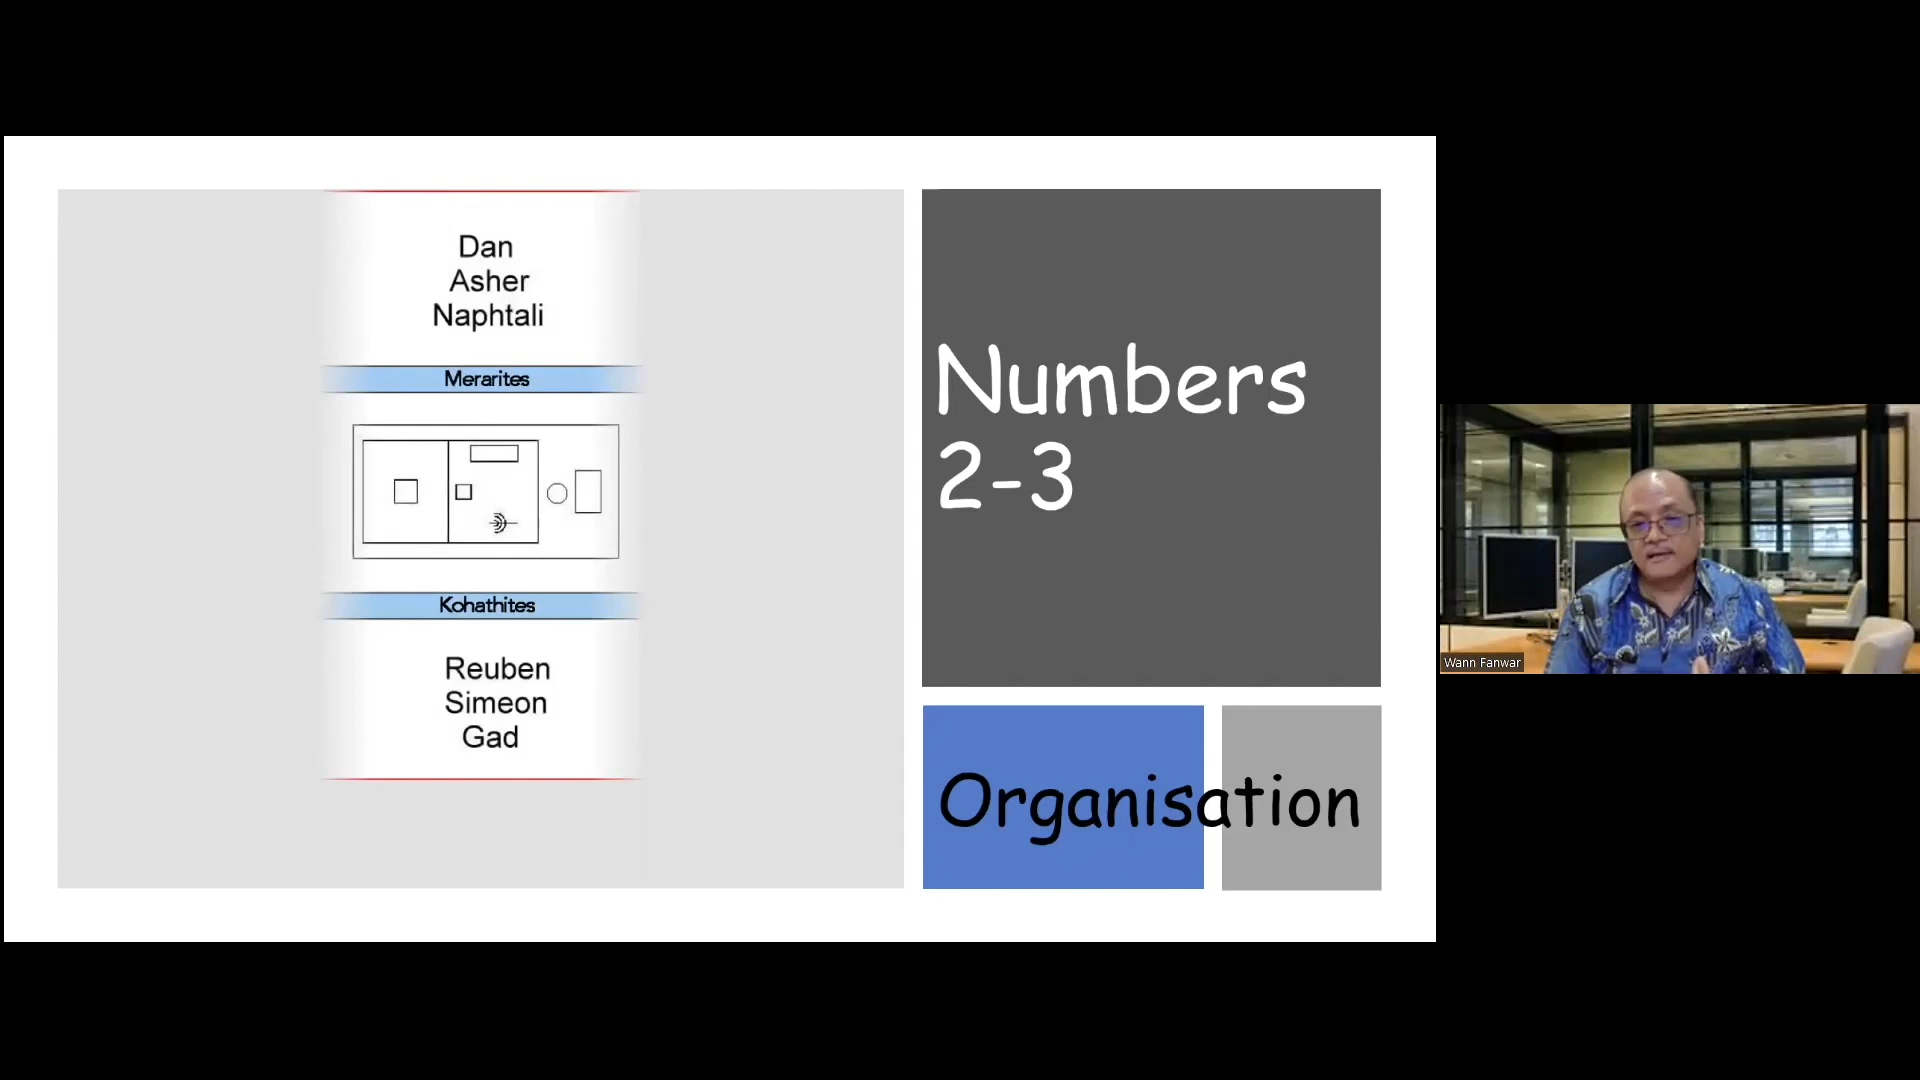 Dan
Asher
Naphtali
Merarites
Kohathites
Reuben
Simeon
Gad
Numbers
2-3
Organisation
Wann Fanwar